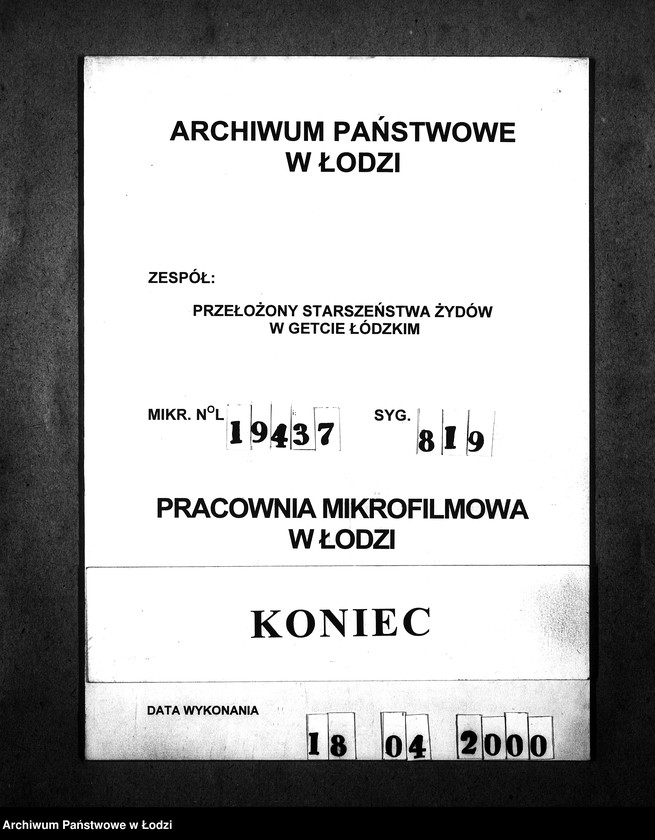 ARCHIWUM PAŃSTWOWE
W ŁODZI
ZESPÓŁ:
PRZEŁOŻONY STARSZEŃSTWA ŻYDÓW
W GETCIE ŁÓDZKIM
MIKR. NºL 19437 SYG. 819
PRACOWNIA MIKROFILMOWA
W ŁODZI
KONIEC
DATA WYKONANIA 18 04 2000
Archiwum Państwowe w Łodzi